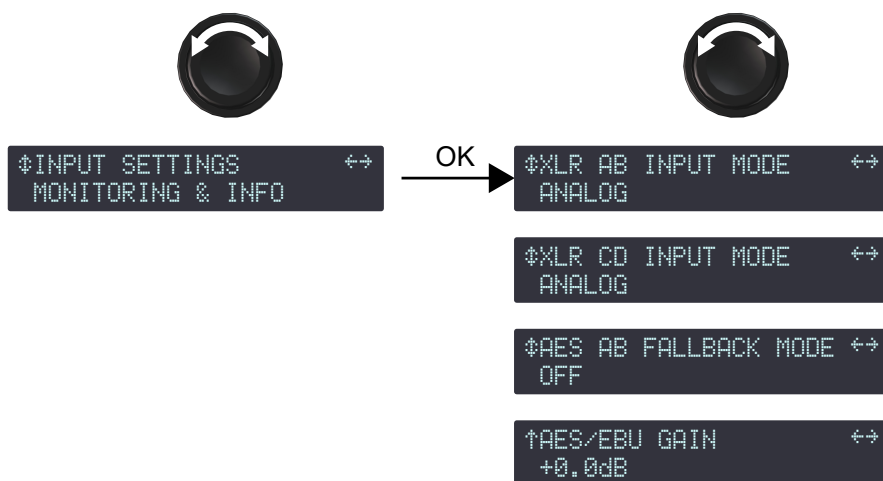 ⇕INPUT SETTINGS ←→
MONITORING & INFO
OK
⇕XLR AB INPUT MODE ←→
ANALOG
⇕XLR CD INPUT MODE ←→
ANALOG
⇕AES AB FALLBACK MODE ←→
OFF
↑AES/EBU GAIN ←→
+0.0dB